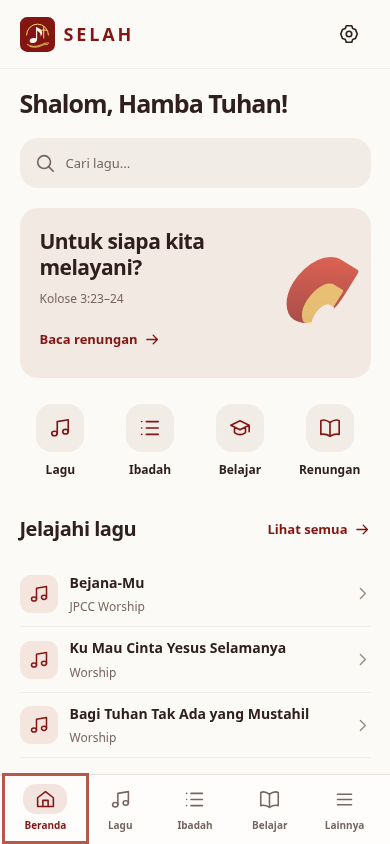 SELAH
Shalom, Hamba Tuhan!
Cari lagu...
Untuk siapa kita
melayani?
Kolose 3:23–24
Baca renungan
Lagu
Ibadah
Belajar
Renungan
Jelajahi lagu
Lihat semua
Bejana-Mu
JPCC Worship
Ku Mau Cinta Yesus Selamanya
Worship
Bagi Tuhan Tak Ada yang Mustahil
Worship
Beranda
Lagu
Ibadah
Belajar
Lainnya